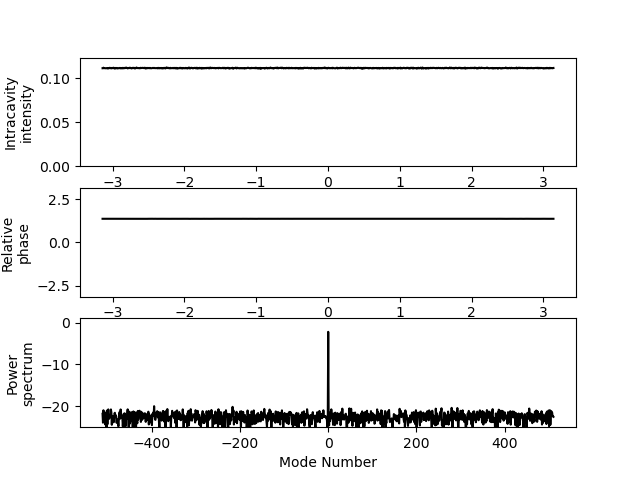 Intracavity
intensity
0.10
0.05
0.00
−3 −2 −1 0 1 2 3
Relative
phase
2.5
0.0
−2.5
−3 −2 −1 0 1 2 3
Power
spectrum
0
−10
−20
−400 −200 0 200 400
Mode Number